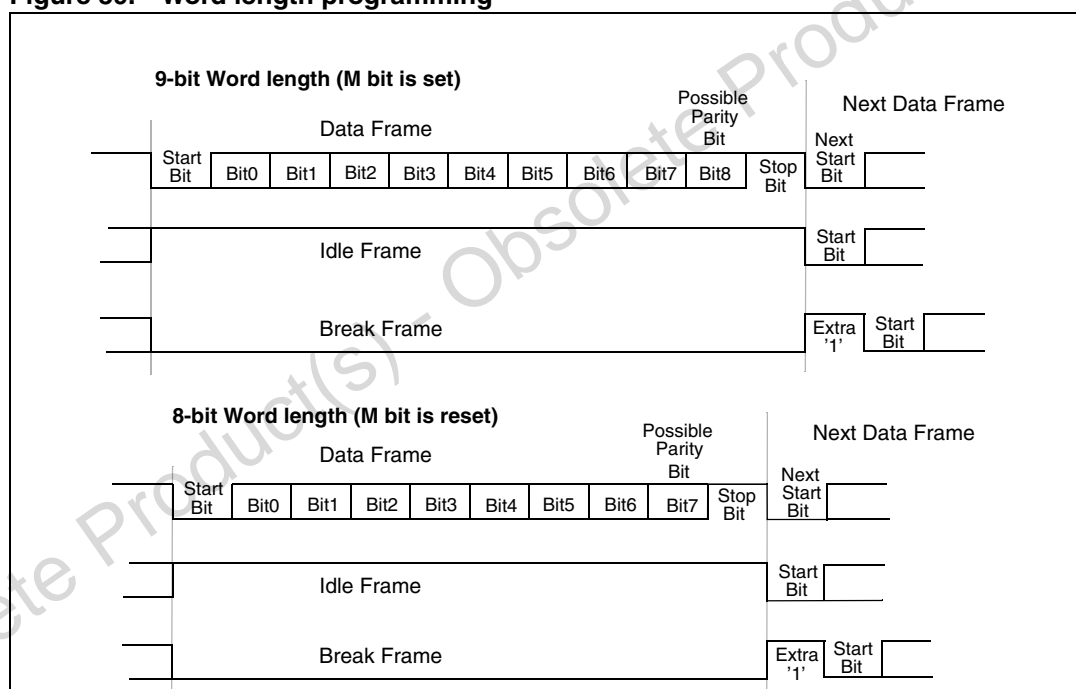 Figure 59. Word length programming
9-bit Word length (M bit is set)
Data Frame
Possible
Parity
Bit
Next Data Frame
Start
Bit
Bit0
Bit1
Bit2
Bit3
Bit4
Bit5
Bit6
Bit7
Bit8
Stop
Bit
Next
Start
Bit
Idle Frame
Start
Bit
Break Frame
Extra
'1'
Start
Bit
8-bit Word length (M bit is reset)
Data Frame
Possible
Parity
Bit
Next Data Frame
Start
Bit
Bit0
Bit1
Bit2
Bit3
Bit4
Bit5
Bit6
Bit7
Stop
Bit
Next
Start
Bit
Idle Frame
Start
Bit
Break Frame
Extra
'1'
Start
Bit
ete Product(s) - Obsolete Produ